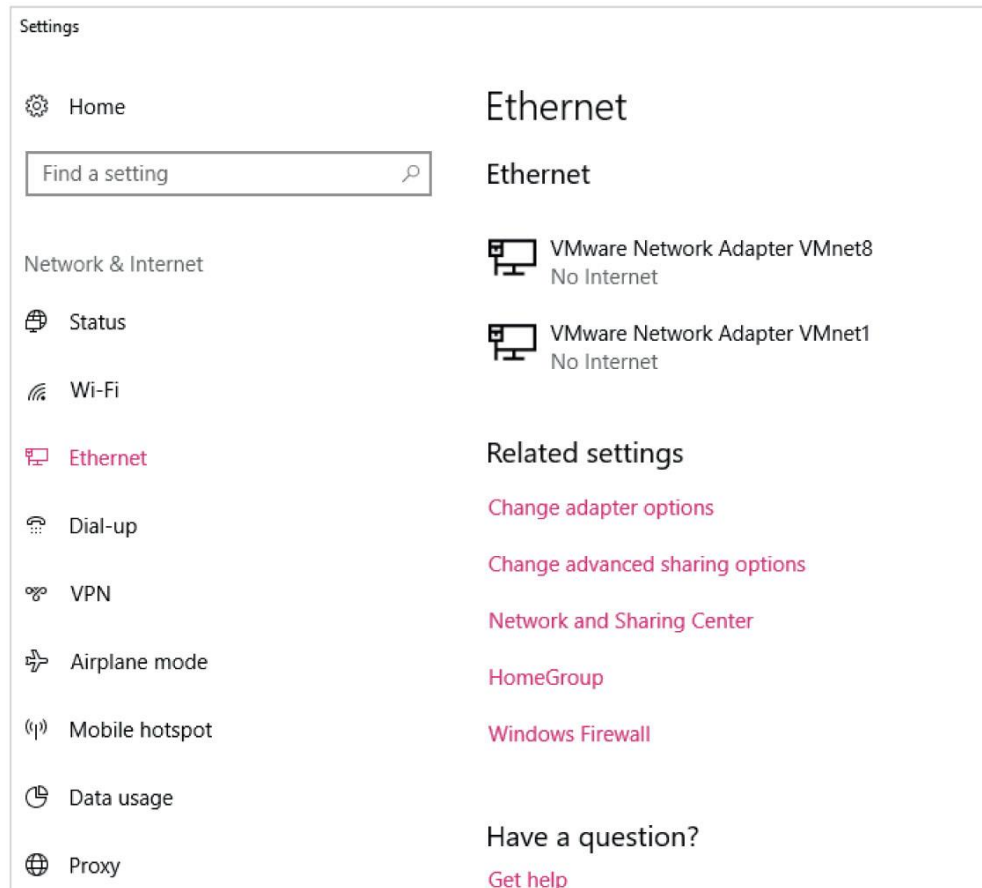 Settings
Home
Find a setting
Network & Internet
Status
Wi-Fi
Ethernet
Dial-up
VPN
Airplane mode
Mobile hotspot
Data usage
Proxy
Ethernet
Ethernet
VMware Network Adapter VMnet8
No Internet
VMware Network Adapter VMnet1
No Internet
Related settings
Change adapter options
Change advanced sharing options
Network and Sharing Center
HomeGroup
Windows Firewall
Have a question?
Get help